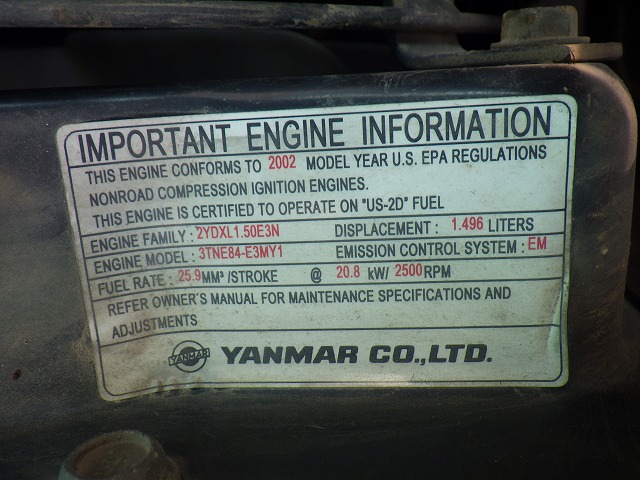 IMPORTANT ENGINE INFORMATION
THIS ENGINE CONFORMS TO 2002 MODEL YEAR U.S. EPA REGULATIONS
NONROAD COMPRESSION IGNITION ENGINES.
THIS ENGINE IS CERTIFIED TO OPERATE ON "US-2D" FUEL
ENGINE FAMILY : 2YDXL1.50E3N DISPLACEMENT : 1.496 LITERS
ENGINE MODEL : 3TNE84-E3MY1 EMISSION CONTROL SYSTEM : EM
FUEL RATE : 25.9 MM³ /STROKE @ 20.8 kW/ 2500 RPM
REFER OWNER'S MANUAL FOR MAINTENANCE SPECIFICATIONS AND
ADJUSTMENTS
YANMAR YANMAR CO.,LTD.